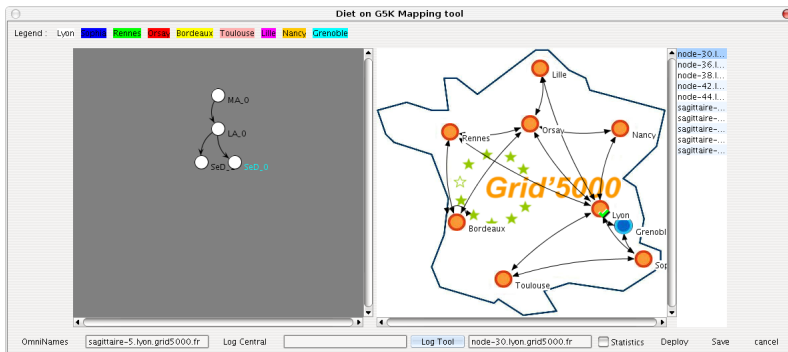 Diet on G5K Mapping tool
Legend : Lyon Sophia Rennes Orsay Bordeaux Toulouse Lille Nancy Grenoble
MA_0
LA_0
SeD_ SeD_0
Lille
Rennes
Orsay
Nancy
Grid'5000
Lyon
Bordeaux
Grenobl
Sop
Toulouse
node-30.l...
node-36.l...
node-38.l...
node-42.l...
node-44.l...
sagittaire-...
sagittaire-...
sagittaire-...
sagittaire-...
sagittaire-...
OmniNames sagittaire-5.lyon.grid5000.fr Log Central Log Tool node-30.lyon.grid5000.fr Statistics Deploy Save cancel